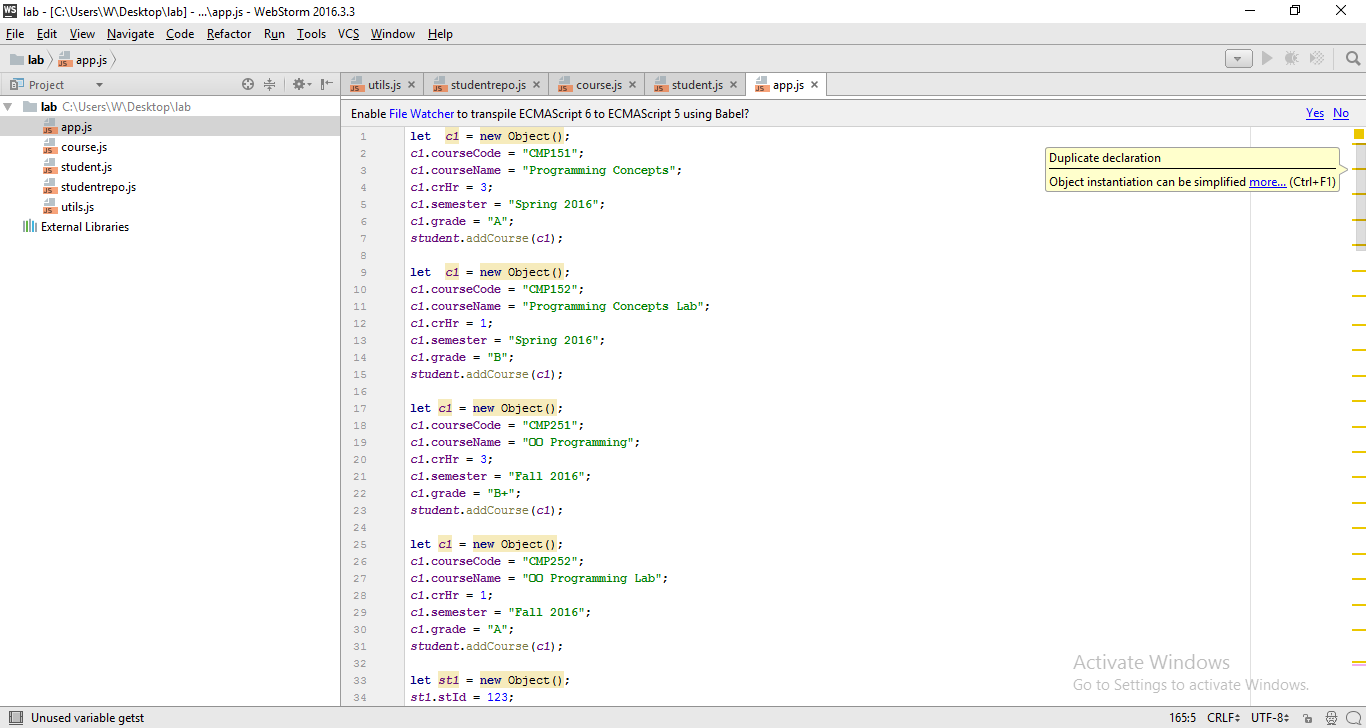 WS lab - [C:\Users\W\Desktop\lab] - ...\app.js - WebStorm 2016.3.3
File Edit View Navigate Code Refactor Run Tools VCS Window Help
lab app.js
Project
utils.js studentrepo.js course.js student.js app.js
lab C:\Users\W\Desktop\lab
app.js
course.js
student.js
studentrepo.js
utils.js
External Libraries
Enable File Watcher to transpile ECMAScript 6 to ECMAScript 5 using Babel? Yes No
1 let c1 = new Object();
2 c1.courseCode = "CMP151";
3 c1.courseName = "Programming Concepts";
4 c1.crHr = 3;
5 c1.semester = "Spring 2016";
6 c1.grade = "A";
7 student.addCourse(c1);
8
9 let c1 = new Object();
10 c1.courseCode = "CMP152";
11 c1.courseName = "Programming Concepts Lab";
12 c1.crHr = 1;
13 c1.semester = "Spring 2016";
14 c1.grade = "B";
15 student.addCourse(c1);
16
17 let c1 = new Object();
18 c1.courseCode = "CMP251";
19 c1.courseName = "OO Programming";
20 c1.crHr = 3;
21 c1.semester = "Fall 2016";
22 c1.grade = "B+";
23 student.addCourse(c1);
24
25 let c1 = new Object();
26 c1.courseCode = "CMP252";
27 c1.courseName = "OO Programming Lab";
28 c1.crHr = 1;
29 c1.semester = "Fall 2016";
30 c1.grade = "A";
31 student.addCourse(c1);
32
33 let st1 = new Object();
34 st1.stId = 123;
Duplicate declaration
Object instantiation can be simplified more... (Ctrl+F1)
Activate Windows
Go to Settings to activate Windows.
Unused variable getst 165:5 CRLF UTF-8